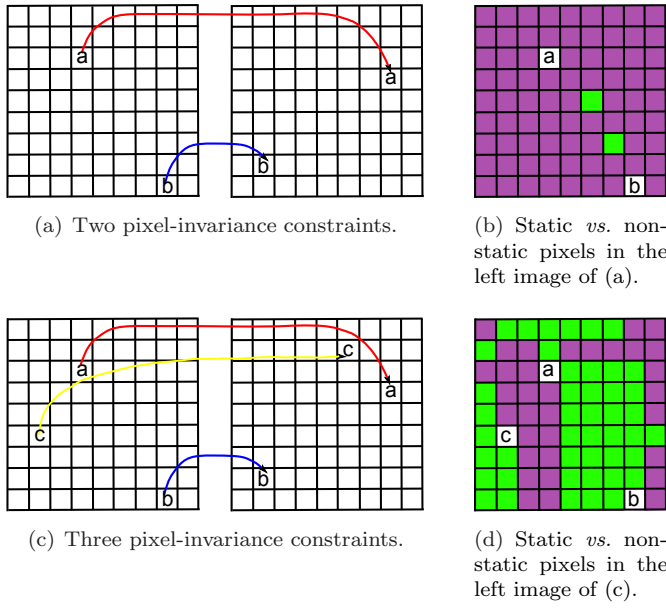 a
a
a
b
b
b
(a) Two pixel-invariance constraints.
(b) Static vs. non-
static pixels in the
left image of (a).
c
a
a
a
c
c
b
b
b
(c) Three pixel-invariance constraints.
(d) Static vs. non-
static pixels in the
left image of (c).